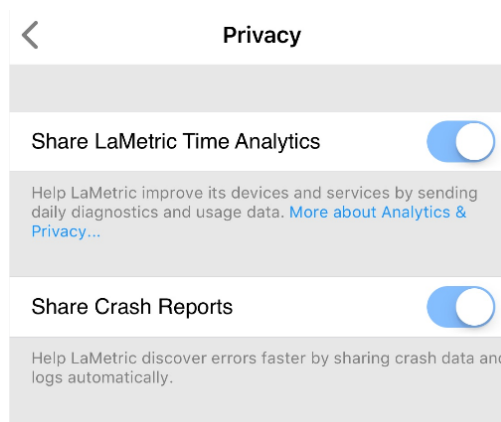 Privacy
Share LaMetric Time Analytics
Help LaMetric improve its devices and services by sending
daily diagnostics and usage data. More about Analytics &
Privacy...
Share Crash Reports
Help LaMetric discover errors faster by sharing crash data and
logs automatically.